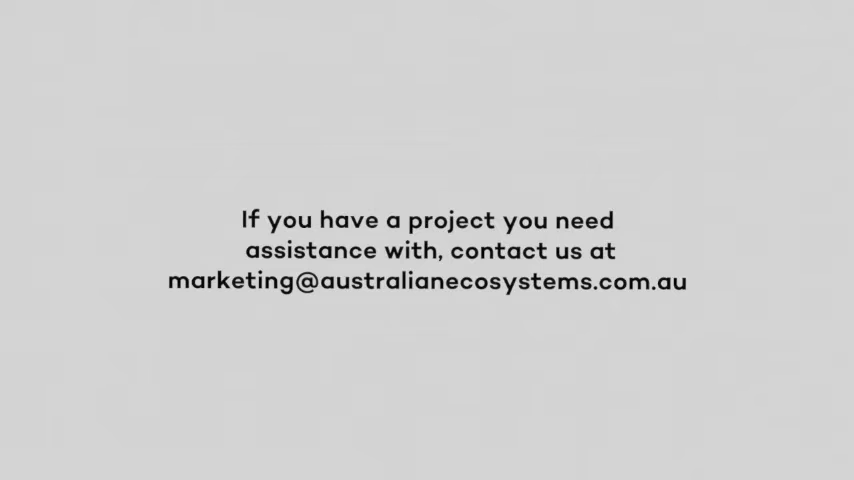 If you have a project you need
assistance with, contact us at
marketing@australianecosystems.com.au